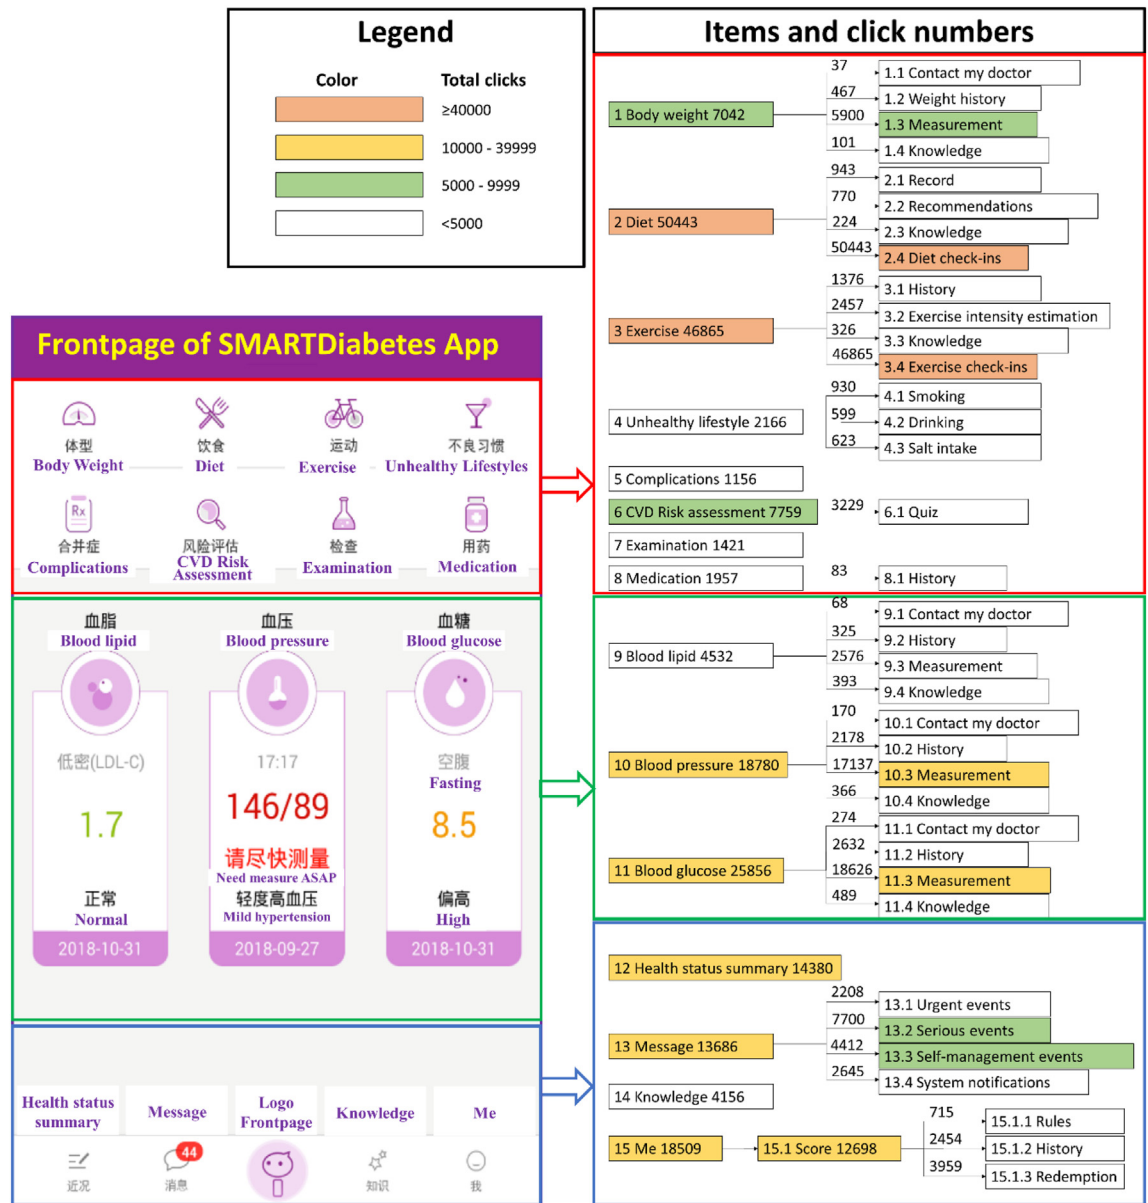 Legend
Color Total clicks
≥40000
10000 - 39999
5000 - 9999
<5000
Items and click numbers
1 Body weight 7042
37
1.1 Contact my doctor
467
1.2 Weight history
5900
1.3 Measurement
101
1.4 Knowledge
2 Diet 50443
943
2.1 Record
770
2.2 Recommendations
224
2.3 Knowledge
50443
2.4 Diet check-ins
3 Exercise 46865
1376
3.1 History
2457
3.2 Exercise intensity estimation
326
3.3 Knowledge
46865
3.4 Exercise check-ins
4 Unhealthy lifestyle 2166
930
4.1 Smoking
599
4.2 Drinking
623
4.3 Salt intake
5 Complications 1156
6 CVD Risk assessment 7759
3229
6.1 Quiz
7 Examination 1421
8 Medication 1957
83
8.1 History
9 Blood lipid 4532
68
9.1 Contact my doctor
325
9.2 History
2576
9.3 Measurement
393
9.4 Knowledge
10 Blood pressure 18780
170
10.1 Contact my doctor
2178
10.2 History
17137
10.3 Measurement
366
10.4 Knowledge
11 Blood glucose 25856
274
11.1 Contact my doctor
2632
11.2 History
18626
11.3 Measurement
489
11.4 Knowledge
12 Health status summary 14380
13 Message 13686
2208
13.1 Urgent events
7700
13.2 Serious events
4412
13.3 Self-management events
2645
13.4 System notifications
14 Knowledge 4156
15 Me 18509
15.1 Score 12698
715
15.1.1 Rules
2454
15.1.2 History
3959
15.1.3 Redemption
Frontpage of SMARTDiabetes App
体型 饮食 运动 不良习惯
Body Weight Diet Exercise Unhealthy Lifestyles
Rx
合并症 风险评估 检查 用药
Complications CVD Risk Assessment Examination Medication
血脂 血压 血糖
Blood lipid Blood pressure Blood glucose
低密(LDL-C) 17:17 空腹
Fasting
1.7 146/89 8.5
请尽快测量
Need measure ASAP
正常 轻度高血压 偏高
Normal Mild hypertension High
2018-10-31 2018-09-27 2018-10-31
Health status summary Message Logo Frontpage Knowledge Me
44
近况 消息 知识 我